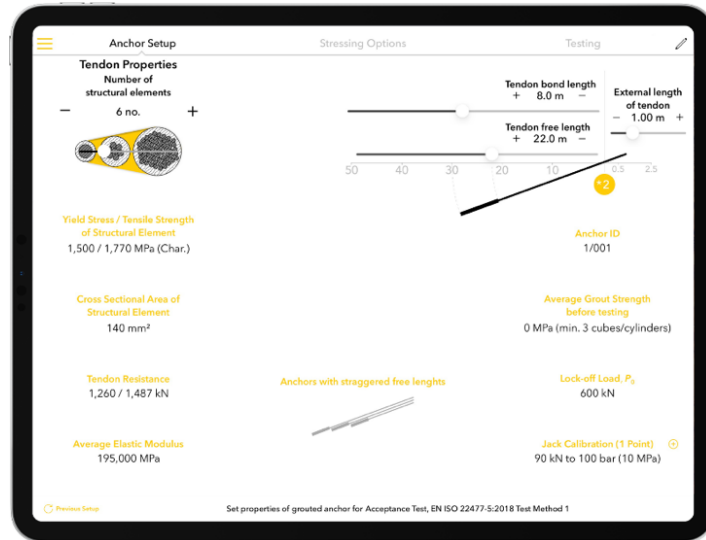 Anchor Setup
Stressing Options
Testing
Tendon Properties
Number of
structural elements
− 6 no. +
Tendon bond length
+ 8.0 m −
Tendon free length
+ 22.0 m −
External length
of tendon
− 1.00 m +
50 40 30 20 10 0.5 2.5
*2
Yield Stress / Tensile Strength
of Structural Element
1,500 / 1,770 MPa (Char.)
Anchor ID
1/001
Cross Sectional Area of
Structural Element
140 mm²
Average Grout Strength
before testing
0 MPa (min. 3 cubes/cylinders)
Tendon Resistance
1,260 / 1,487 kN
Anchors with straggered free lenghts
Lock-off Load, P₀
600 kN
Average Elastic Modulus
195,000 MPa
Jack Calibration (1 Point)
90 kN to 100 bar (10 MPa)
Previous Setup
Set properties of grouted anchor for Acceptance Test, EN ISO 22477-5:2018 Test Method 1